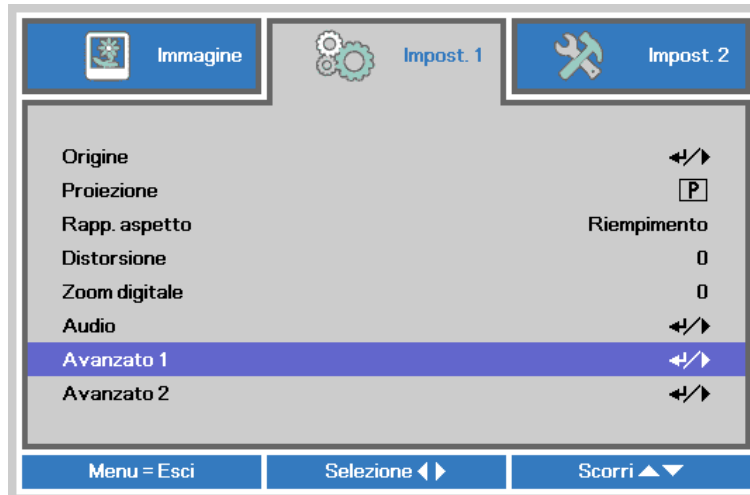 Immagine
Impost. 1
Impost. 2
Origine
Proiezione P
Rapp. aspetto Riempimento
Distorsione 0
Zoom digitale 0
Audio
Avanzato 1
Avanzato 2
Menu = Esci
Selezione
Scorri